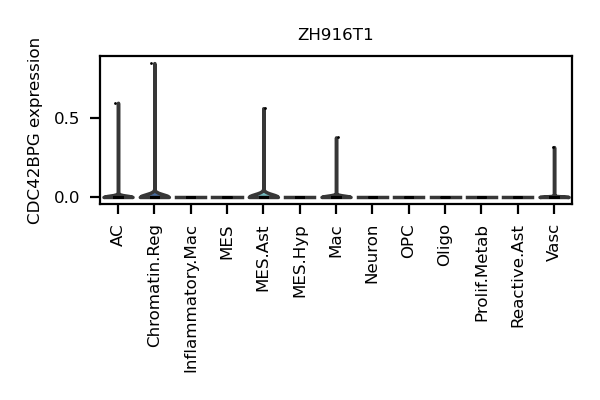 ZH916T1
CDC42BPG expression
0.5
0.0
AC
Chromatin.Reg
Inflammatory.Mac
MES
MES.Ast
MES.Hyp
Mac
Neuron
OPC
Oligo
Prolif.Metab
Reactive.Ast
Vasc